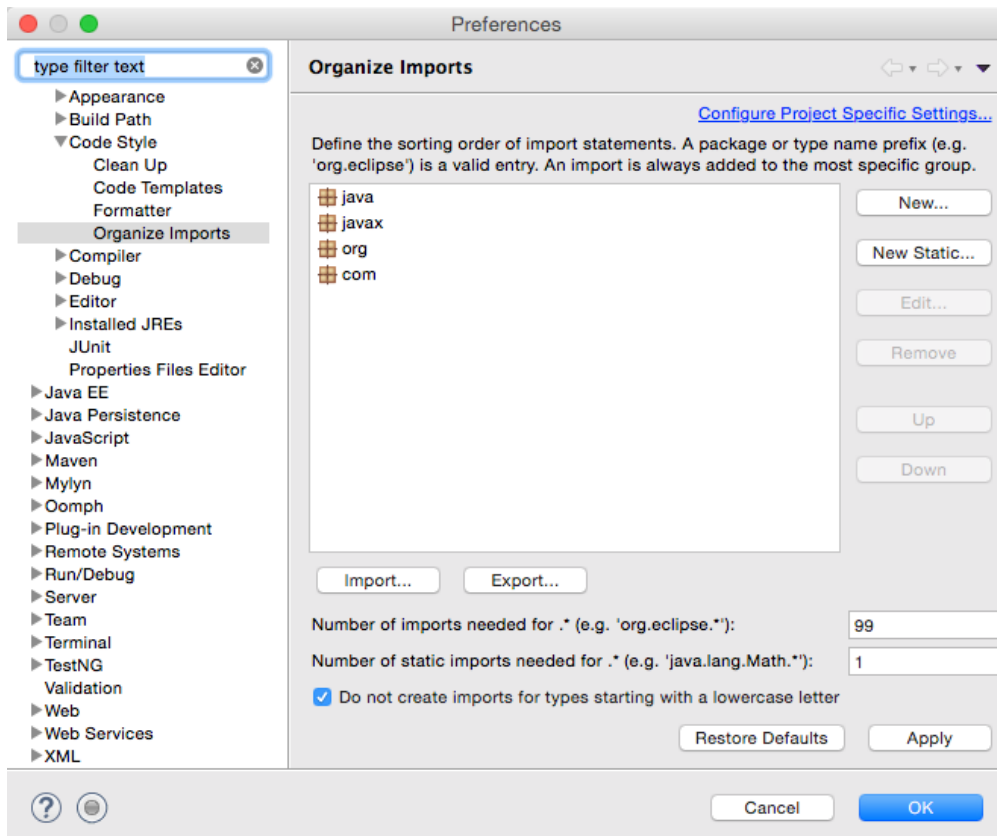 Preferences
type filter text
Appearance
Build Path
Code Style
Clean Up
Code Templates
Formatter
Organize Imports
Compiler
Debug
Editor
Installed JREs
JUnit
Properties Files Editor
Java EE
Java Persistence
JavaScript
Maven
Mylyn
Oomph
Plug-in Development
Remote Systems
Run/Debug
Server
Team
Terminal
TestNG
Validation
Web
Web Services
XML
Organize Imports
Configure Project Specific Settings...
Define the sorting order of import statements. A package or type name prefix (e.g.
'org.eclipse') is a valid entry. An import is always added to the most specific group.
java
javax
org
com
New...
New Static...
Edit...
Remove
Up
Down
Import... Export...
Number of imports needed for .* (e.g. 'org.eclipse.*'): 99
Number of static imports needed for .* (e.g. 'java.lang.Math.*'): 1
Do not create imports for types starting with a lowercase letter
Restore Defaults Apply
? Cancel OK